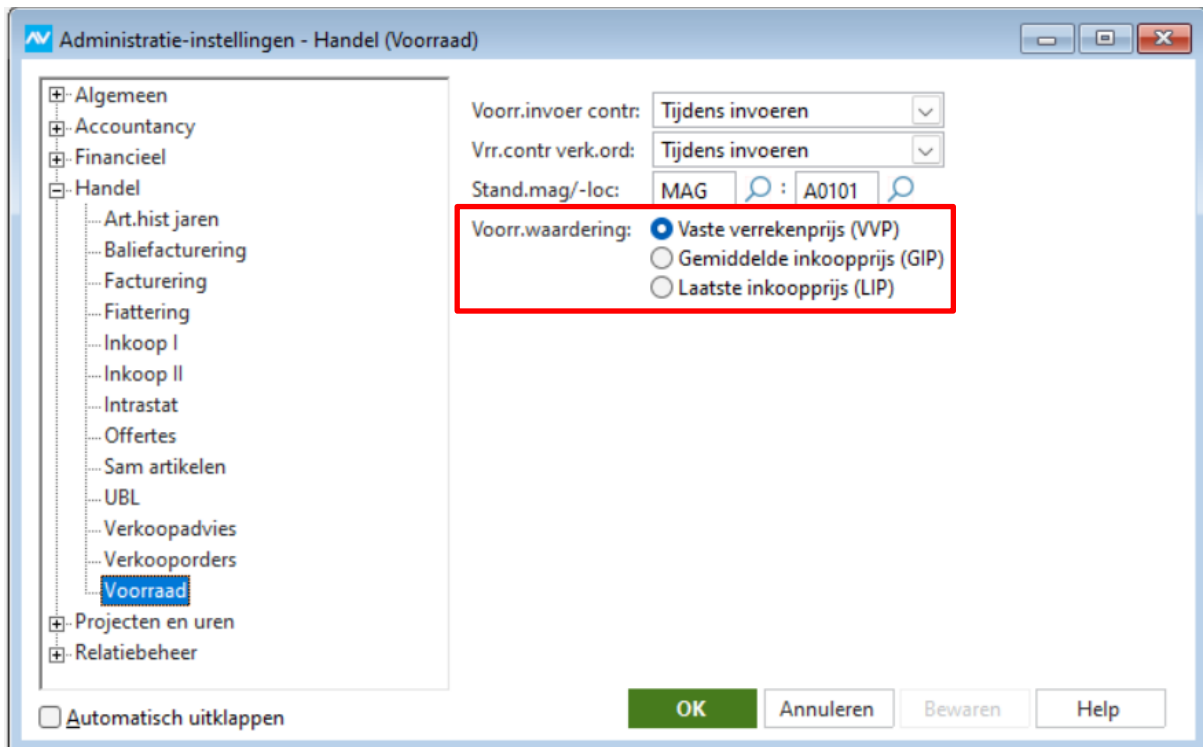 Administratie-instellingen - Handel (Voorraad)
Algemeen
Accountancy
Financieel
Handel
Art.hist jaren
Baliefacturering
Facturering
Fiattering
Inkoop I
Inkoop II
Intrastat
Offertes
Sam artikelen
UBL
Verkoopadvies
Verkooporders
Voorraad
Projecten en uren
Relatiebeheer
Automatisch uitklappen
Voorr.invoer contr: Tijdens invoeren
Vrr.contr verk.ord: Tijdens invoeren
Stand.mag/-loc: MAG : A0101
Voorr.waardering: Vaste verrekenprijs (VVP)
Gemiddelde inkoopprijs (GIP)
Laatste inkoopprijs (LIP)
OK Annuleren Bewaren Help